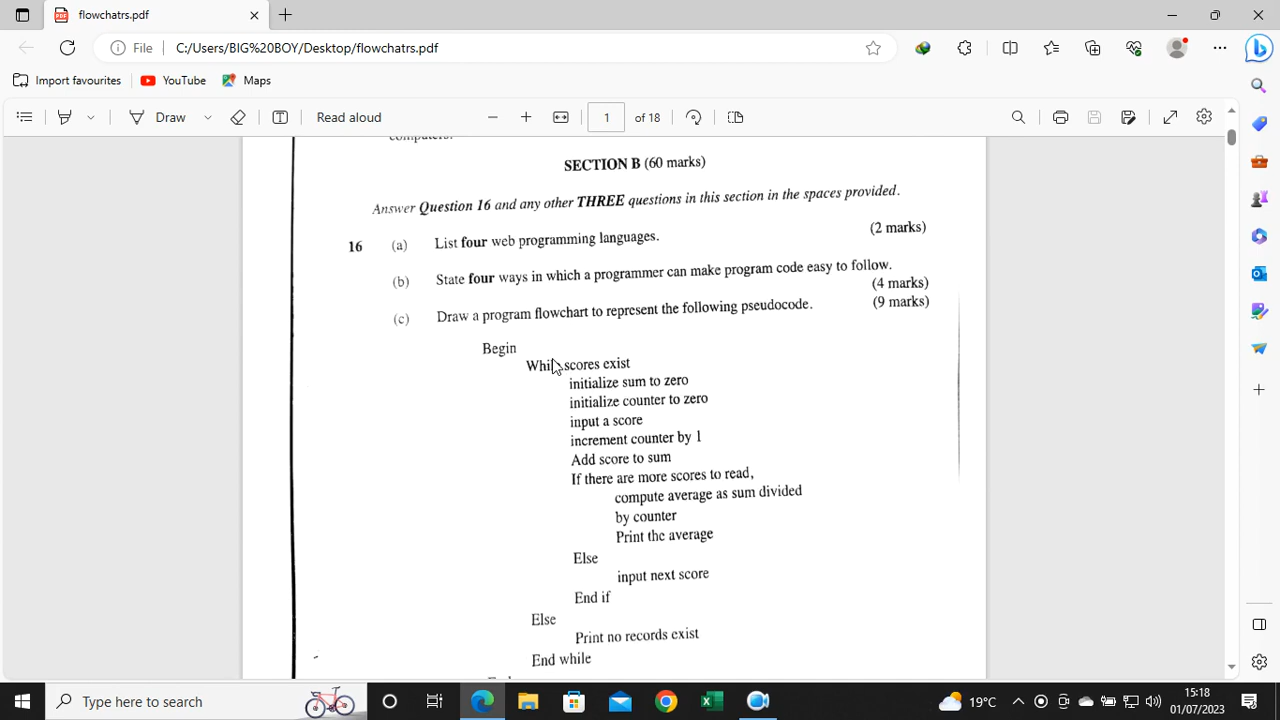 flowchatrs.pdf
File
C:/Users/BIG%20BOY/Desktop/flowchatrs.pdf
Import favourites
YouTube
Maps
Draw
Read aloud
1
of 18
computers.
SECTION B (60 marks)
Answer Question 16 and any other THREE questions in this section in the spaces provided.
16 (a) List four web programming languages. (2 marks)
(b) State four ways in which a programmer can make program code easy to follow.
(4 marks)
(c) Draw a program flowchart to represent the following pseudocode. (9 marks)
Begin
While scores exist
initialize sum to zero
initialize counter to zero
input a score
increment counter by 1
Add score to sum
If there are more scores to read,
compute average as sum divided
by counter
Print the average
Else
input next score
End if
Else
Print no records exist
End while
Type here to search
19°C
15:18
01/07/2023